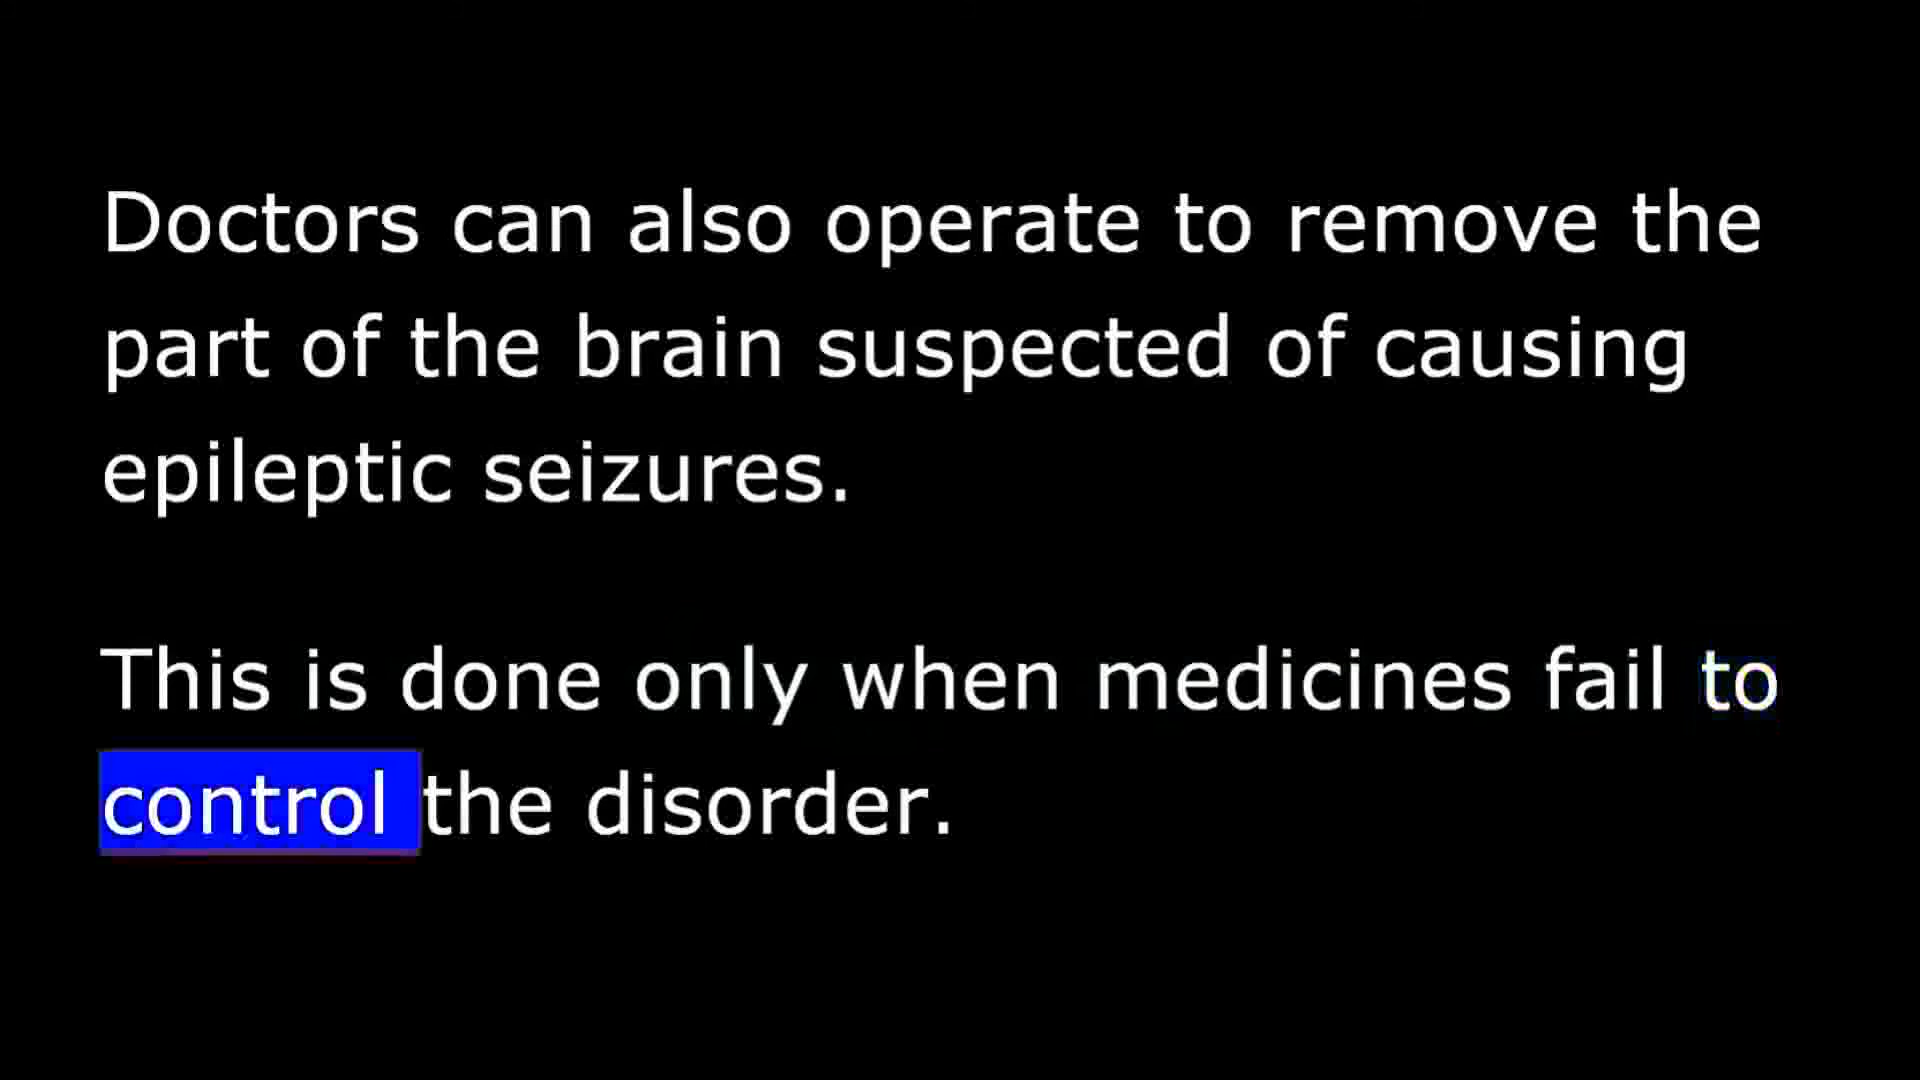 Doctors can also operate to remove the
part of the brain suspected of causing
epileptic seizures.
This is done only when medicines fail to
control the disorder.